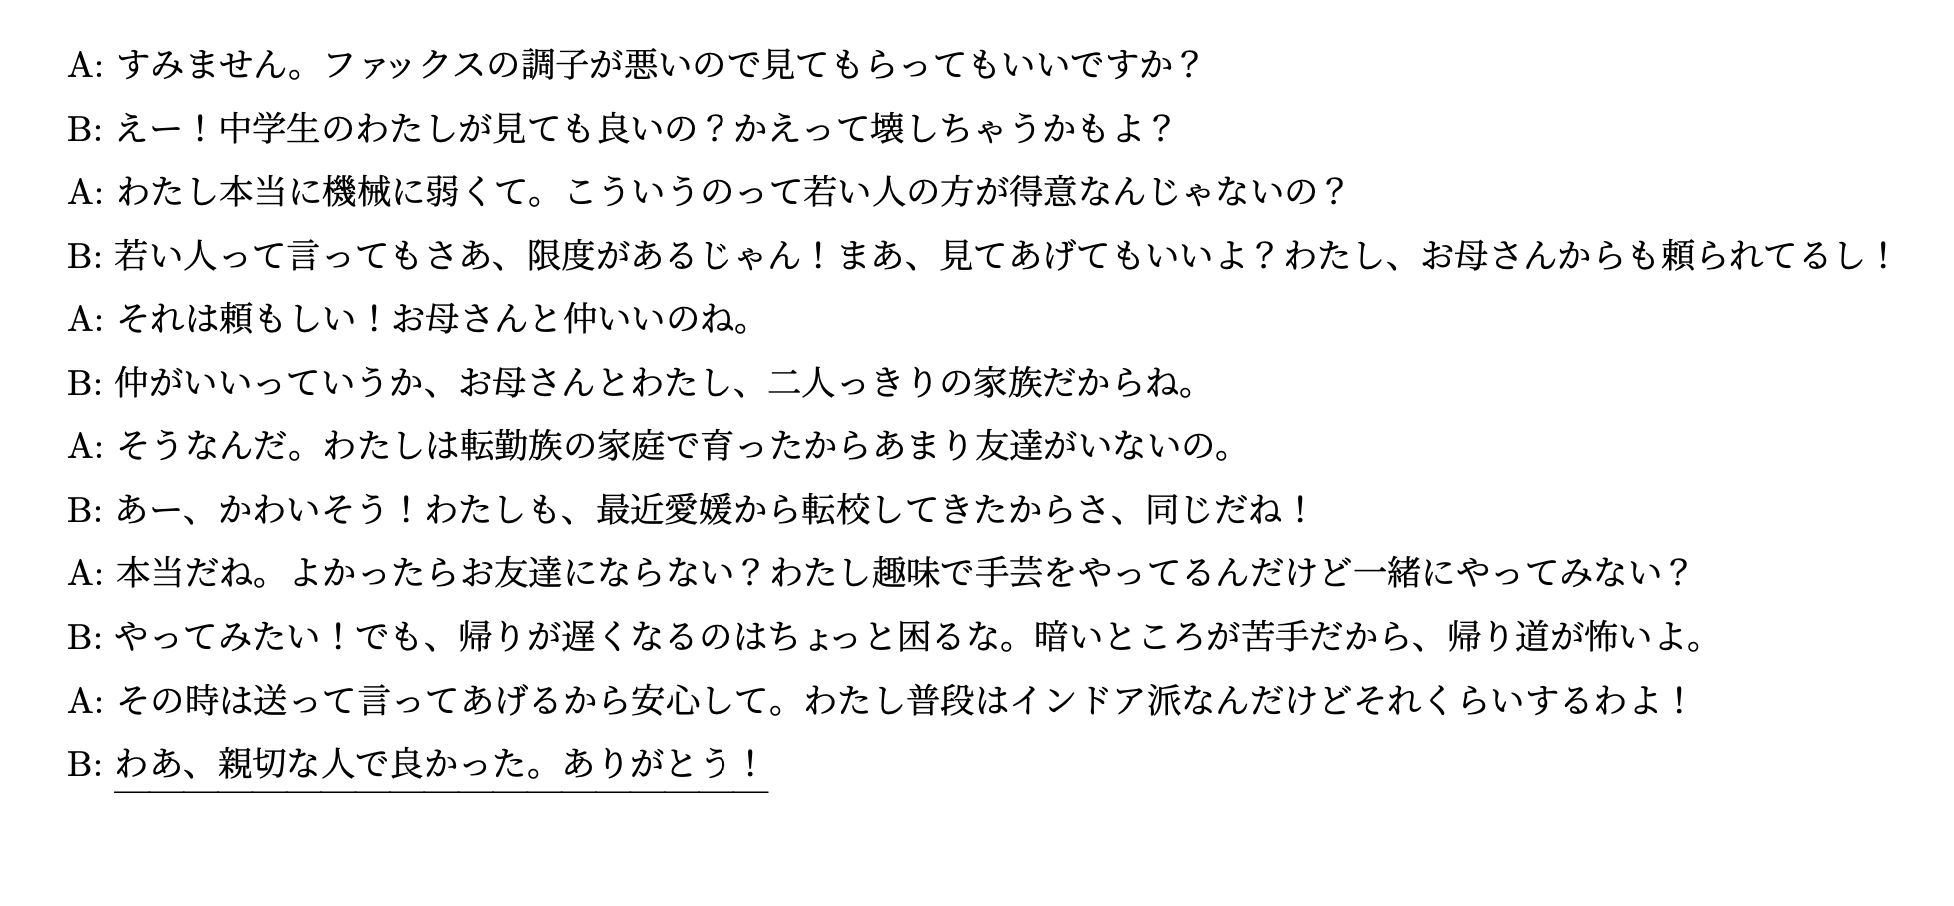 A: すみません。ファックスの調子が悪いので見てもらってもいいですか？
B: えー！中学生のわたしが見ても良いの？かえって壊しちゃうかもよ？
A: わたし本当に機械に弱くて。こういうのって若い人の方が得意なんじゃないの？
B: 若い人って言ってもさあ、限度があるじゃん！まあ、見てあげてもいいよ？わたし、お母さんからも頼られてるし！
A: それは頼もしい！お母さんと仲いいのね。
B: 仲がいいっていうか、お母さんとわたし、二人っきりの家族だからね。
A: そうなんだ。わたしは転勤族の家庭で育ったからあまり友達がいないの。
B: あー、かわいそう！わたしも、最近愛媛から転校してきたからさ、同じだね！
A: 本当だね。よかったらお友達にならない？わたし趣味で手芸をやってるんだけど一緒にやってみない？
B: やってみたい！でも、帰りが遅くなるのはちょっと困るな。暗いところが苦手だから、帰り道が怖いよ。
A: その時は送って言ってあげるから安心して。わたし普段はインドア派なんだけどそれくらいするわよ！
B: わあ、親切な人で良かった。ありがとう！